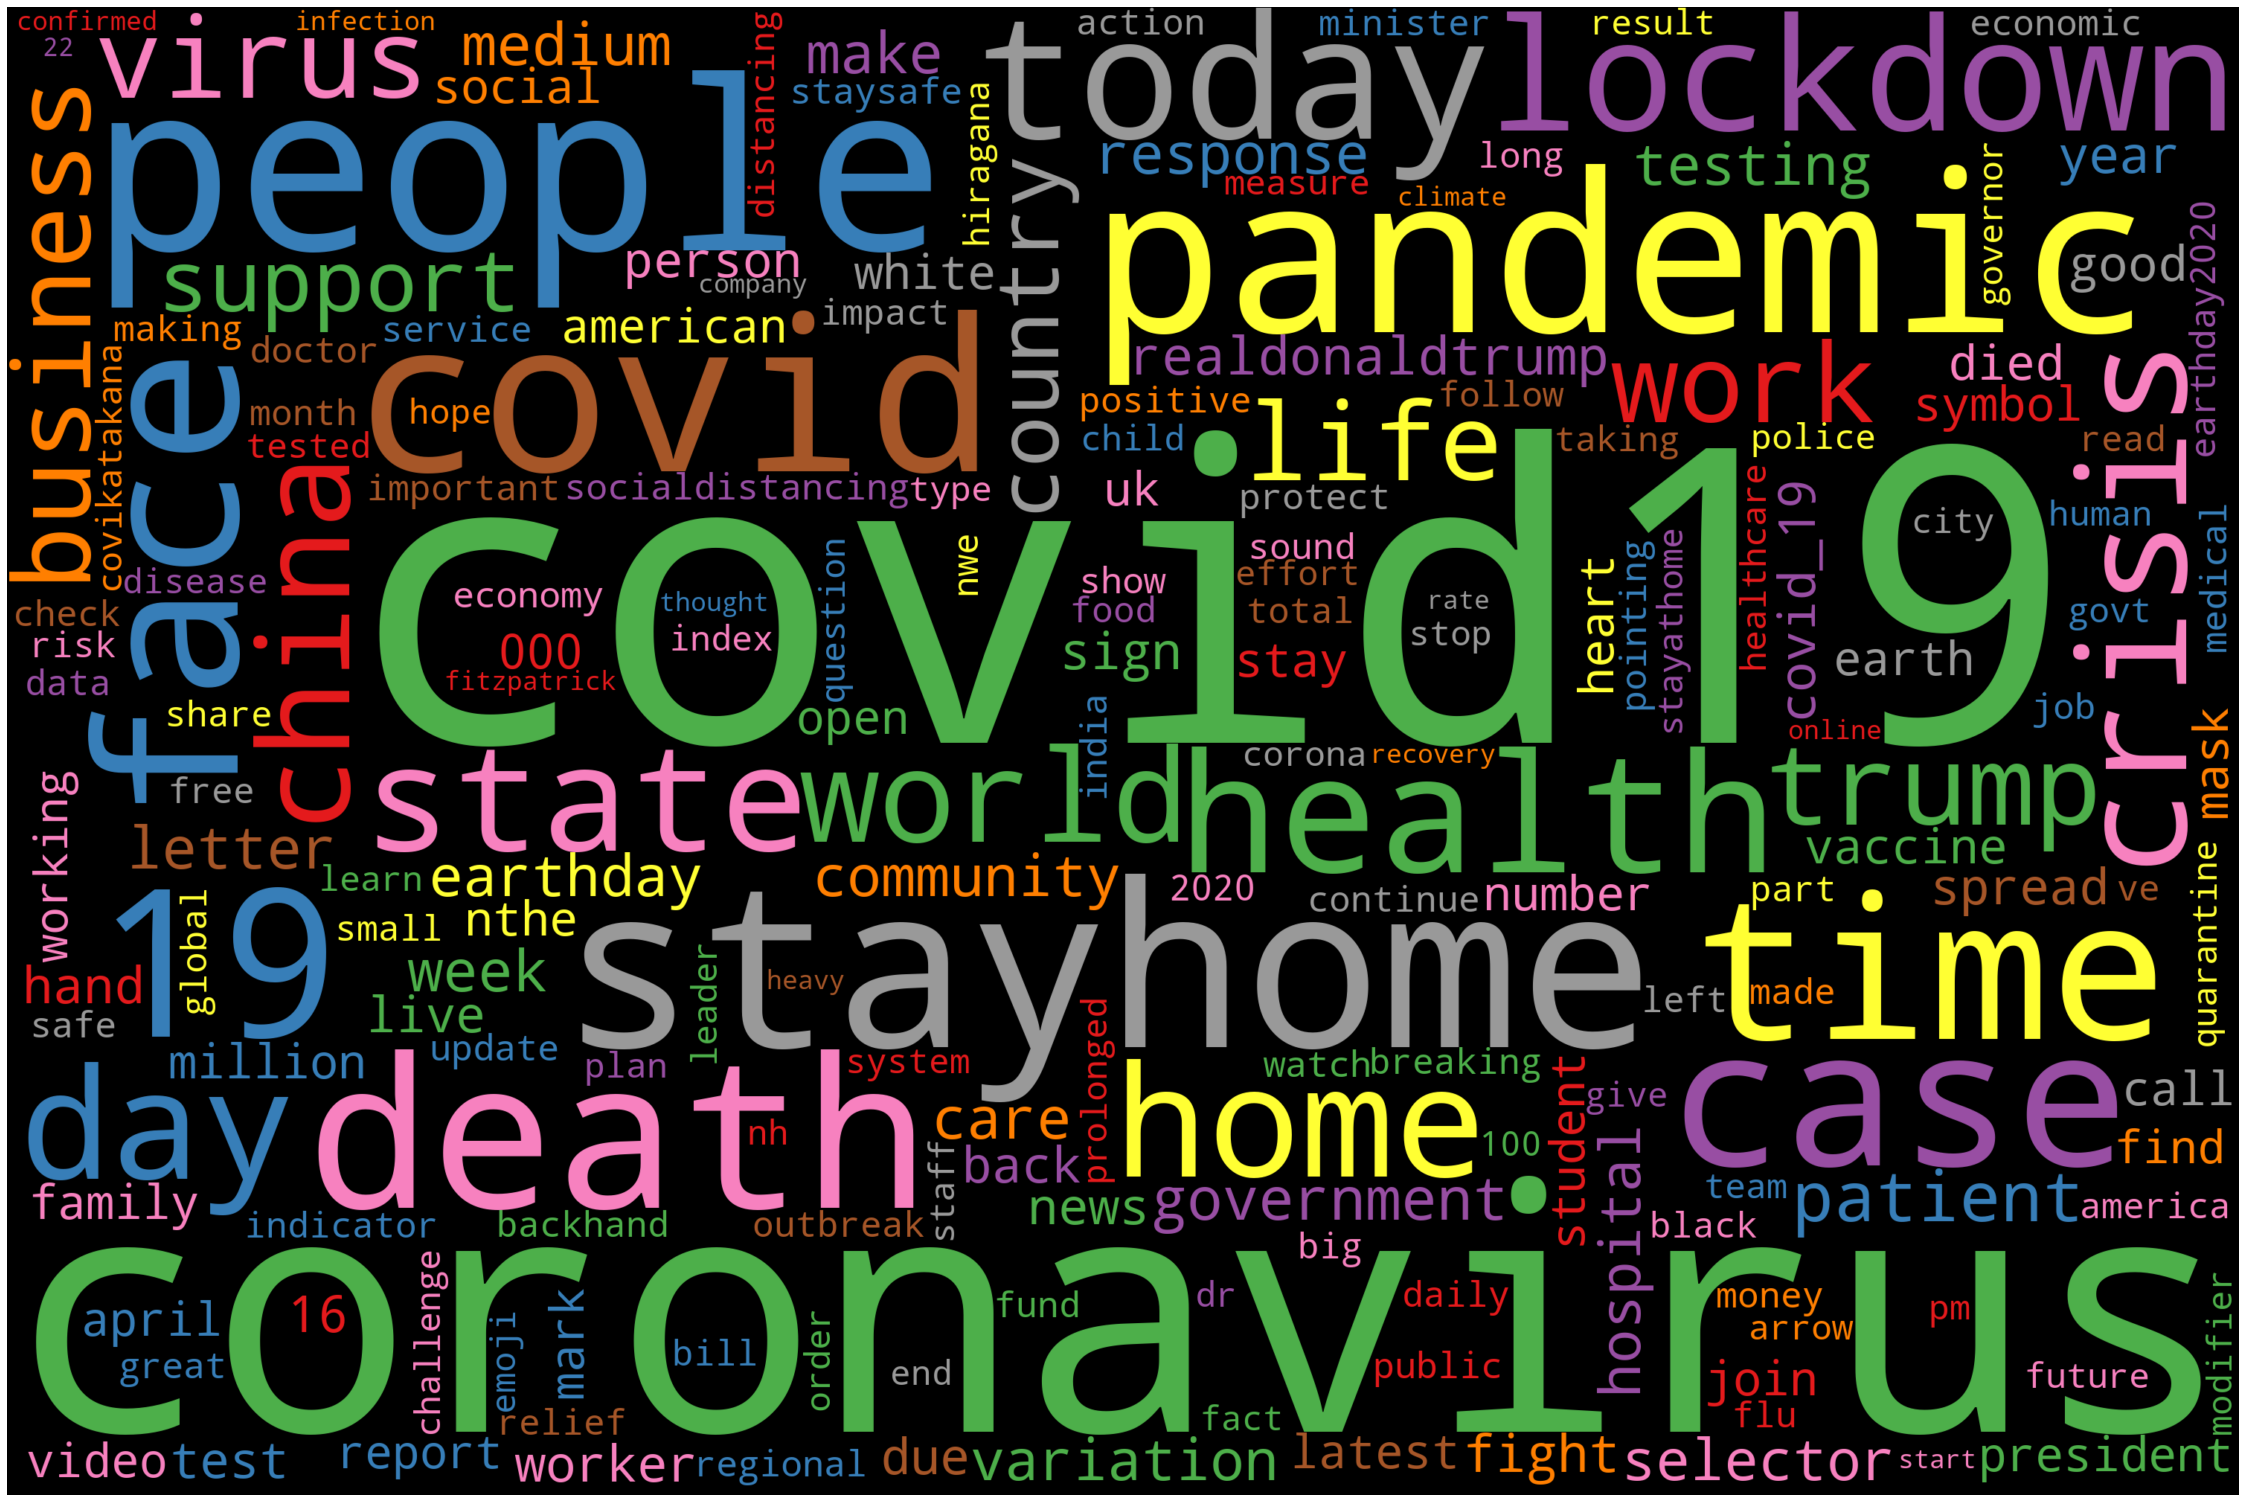 confirmed
infection
22
virus
medium
social
distancing
make
staysafe
today
action
minister
result
economic
lockdown
people
business
hiragana
country
response
long
measure
climate
testing
governor
year
good
earthday2020
pandemic
support
person
company
white
impact
making
service
american
doctor
covikatakana
face
month
hope
tested
covid
realdonaldtrump
work
died
symbol
crisis
positive
follow
child
life
taking
police
read
china
important
socialdistancing
type
uk
protect
healthcare
covid_19
city
human
medical
disease
check
risk
data
share
economy
thought
000
index
fitzpatrick
question
nwe
covid19
sound
show
effort
food
total
sign
stay
rate
stop
heart
pointing
stayathome
earth
govt
job
online
mask
open
india
corona
recovery
free
working
letter
state
world
health
trump
vaccine
quarantine
learn
earthday
community
2020
continue
number
part
spread
ve
small
nthe
global
19
week
live
leader
heavy
stayhome
time
left
made
hand
safe
million
update
plan
system
prolonged
watch
breaking
student
give
case
call
find
day
death
nh
care
back
staff
home
100
hospital
team
patient
america
family
indicator
backhand
outbreak
news
government
black
big
coronavirus
april
16
great
challenge
emoji
mark
bill
order
end
fund
dr
daily
public
fact
money
arrow
pm
join
flu
future
modifier
relief
video
test
report
worker
regional
due
variation
latest
fight
selector
start
president